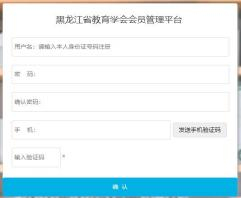 黑龙江省教育学会会员管理平台
用户名：请输入本人身份证号码注册
密　码：
确认密码：
手　机：
发送手机验证码
输入验证码 *
确 认